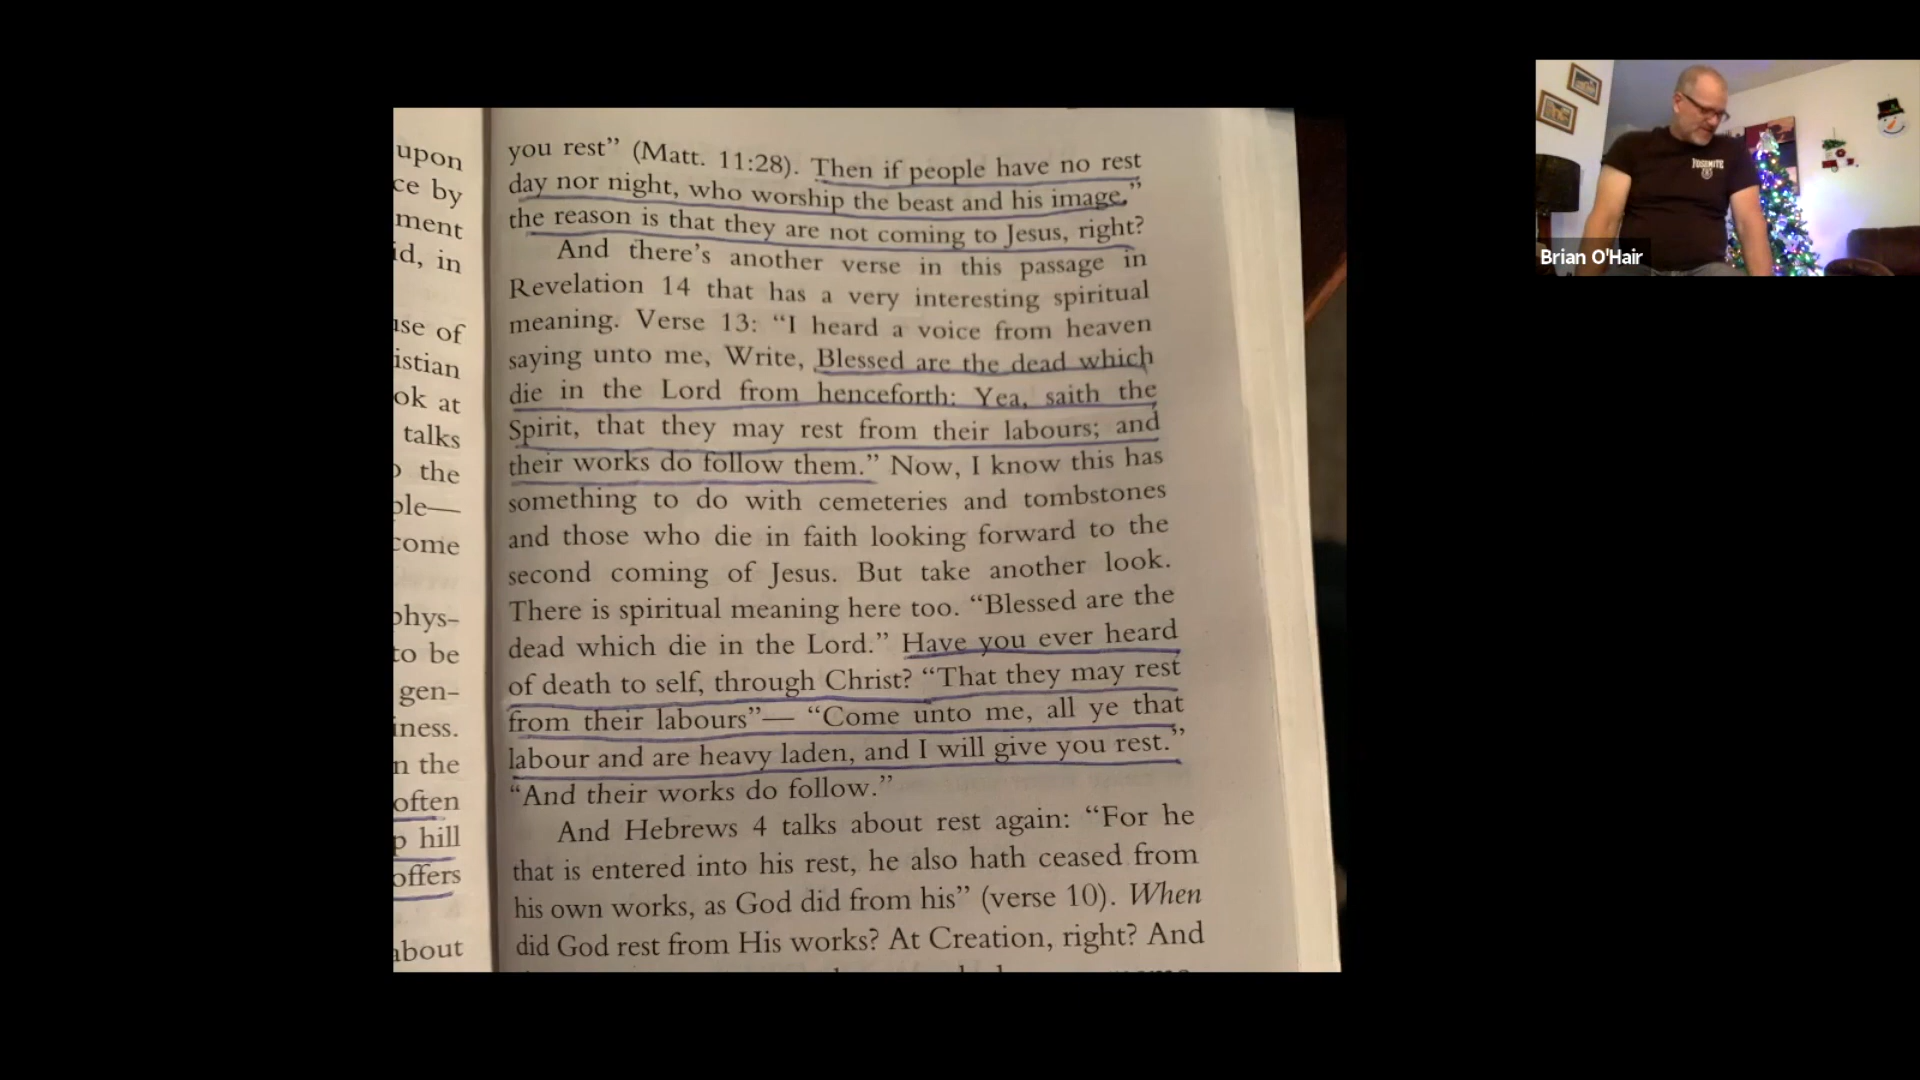 upon
ce by
ment
id, in
use of
istian
ok at
talks
o the
ple—
come
phys-
to be
gen-
iness.
n the
often
p hill
offers
about
you rest” (Matt. 11:28). Then if people have no rest
day nor night, who worship the beast and his image,”
the reason is that they are not coming to Jesus, right?
And there’s another verse in this passage in
Revelation 14 that has a very interesting spiritual
meaning. Verse 13: “I heard a voice from heaven
saying unto me, Write, Blessed are the dead which
die in the Lord from henceforth: Yea, saith the
Spirit, that they may rest from their labours; and
their works do follow them.” Now, I know this has
something to do with cemeteries and tombstones
and those who die in faith looking forward to the
second coming of Jesus. But take another look.
There is spiritual meaning here too. “Blessed are the
dead which die in the Lord.” Have you ever heard
of death to self, through Christ? “That they may rest
from their labours”— “Come unto me, all ye that
labour and are heavy laden, and I will give you rest.”
“And their works do follow.”
And Hebrews 4 talks about rest again: “For he
that is entered into his rest, he also hath ceased from
his own works, as God did from his” (verse 10). When
did God rest from His works? At Creation, right? And
YOSEMITE
Brian O'Hair